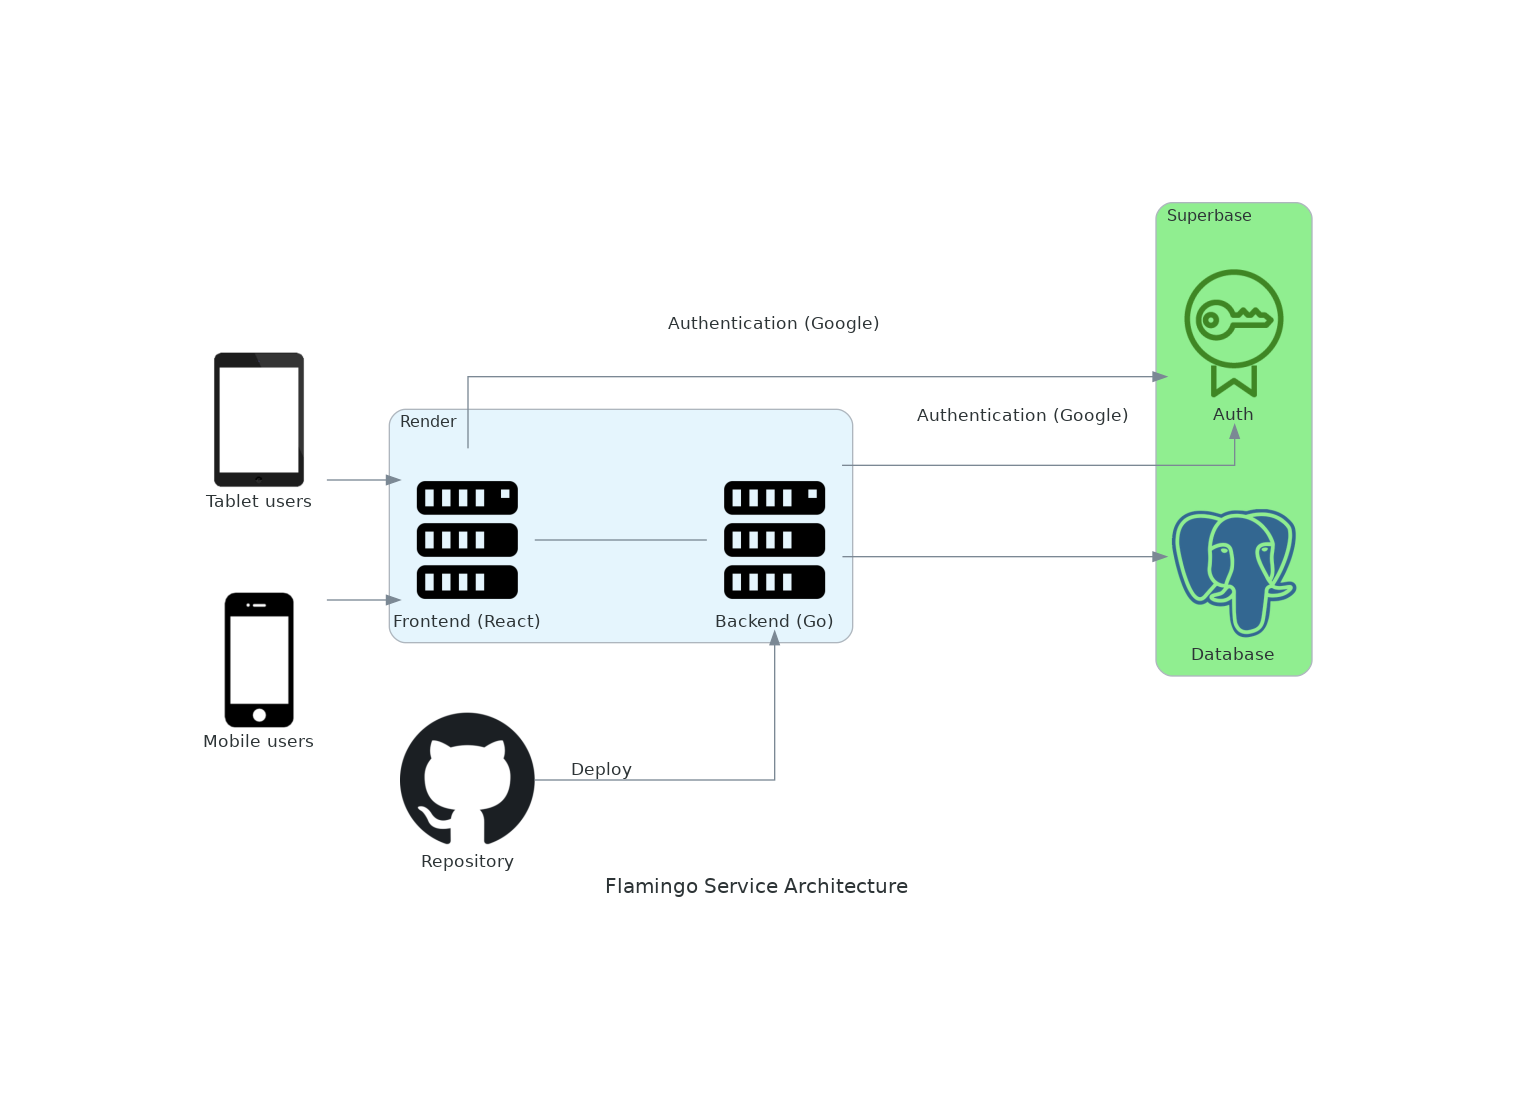 Superbase
Authentication (Google)
Auth
Authentication (Google)
Render
Tablet users
Frontend (React)
Backend (Go)
Database
Mobile users
Deploy
Repository
Flamingo Service Architecture